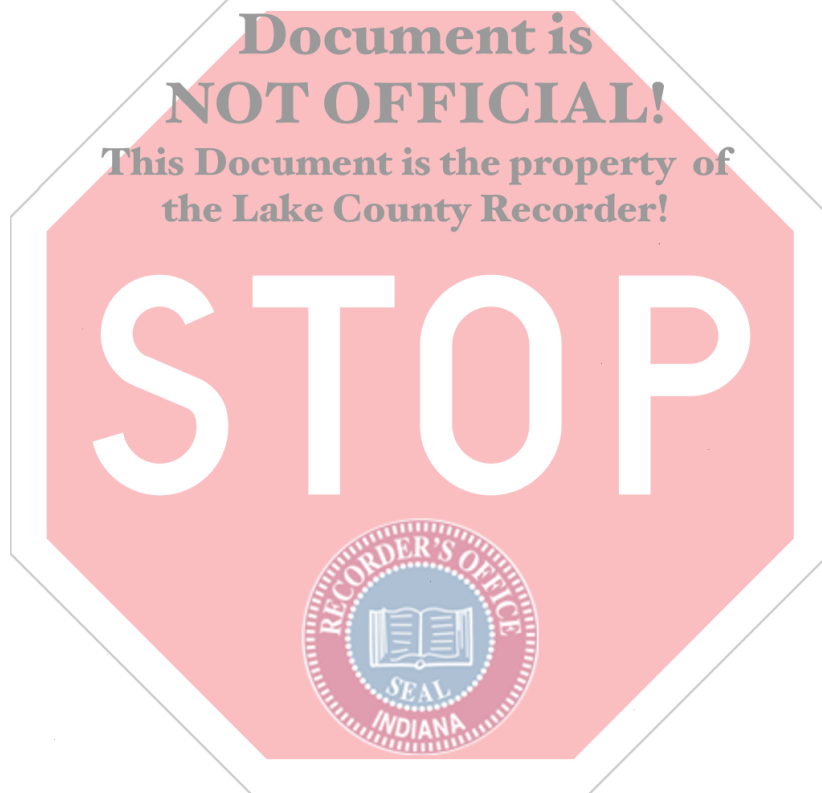 Document is
NOT OFFICIAL!
This Document is the property of
the Lake County Recorder!
STOP
RECORDER'S OFFICE
SEAL
INDIANA